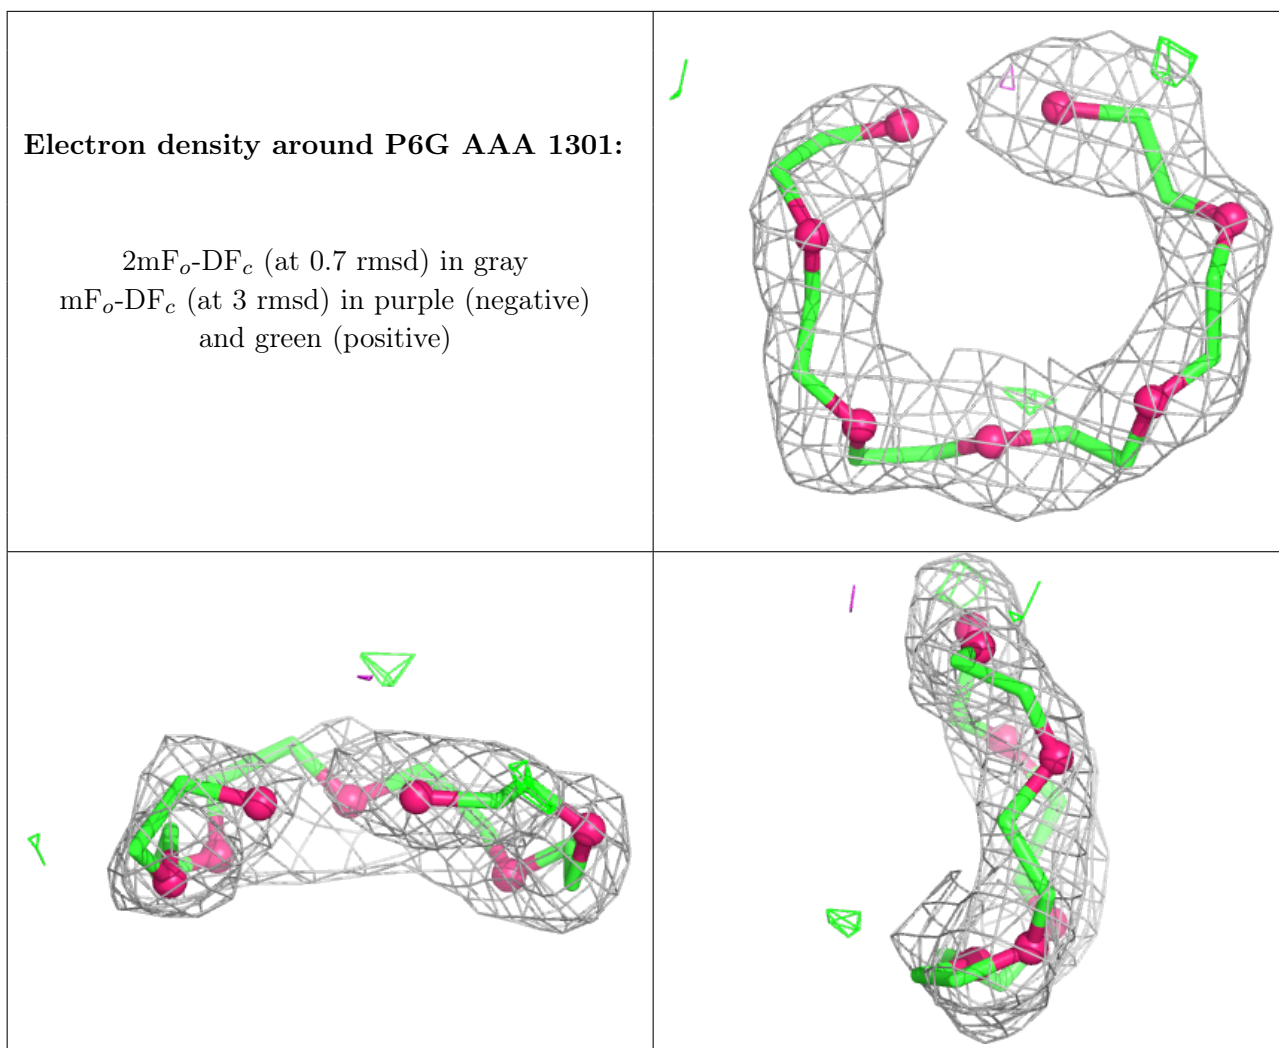 Electron density around P6G AAA 1301:
2mFo-DFc (at 0.7 rmsd) in gray
mFo-DFc (at 3 rmsd) in purple (negative)
and green (positive)